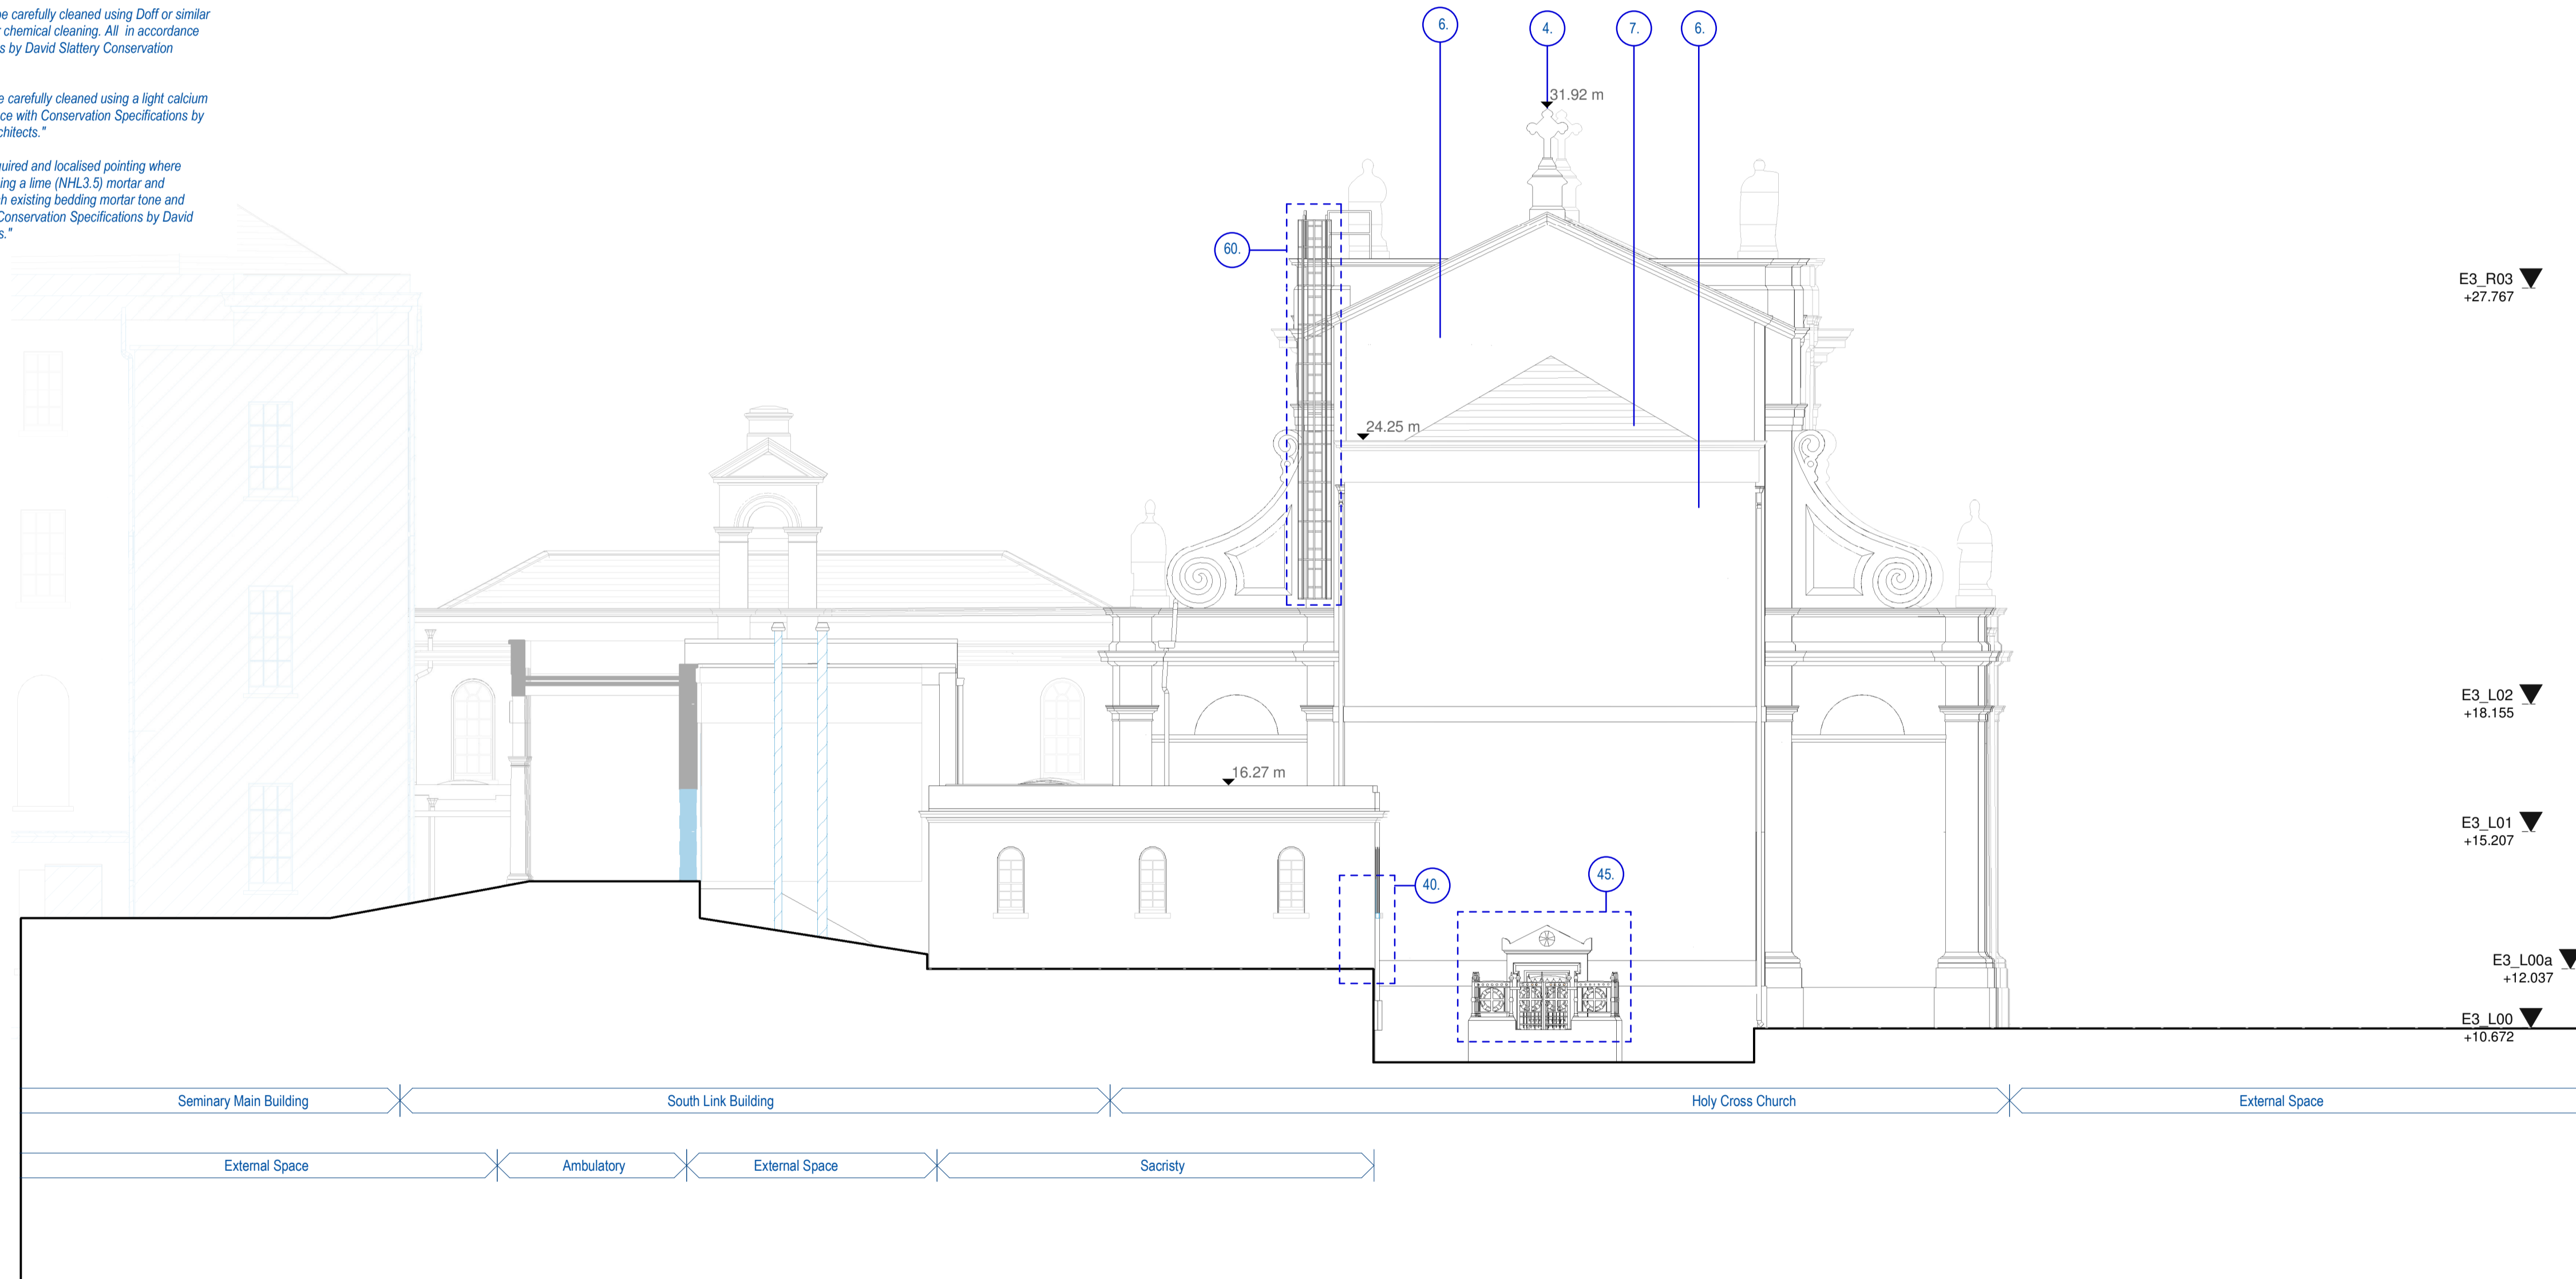 be carefully cleaned using Doff or similar
chemical cleaning. All in accordance
s by David Slattery Conservation
e carefully cleaned using a light calcium
ce with Conservation Specifications by
chitects."
uired and localised pointing where
ing a lime (NHL3.5) mortar and
h existing bedding mortar tone and
Conservation Specifications by David
s."
6.
4.
7.
6.
31.92 m
60.
E3_R03
+27.767
24.25 m
E3_L02
+18.155
16.27 m
E3_L01
+15.207
40.
45.
E3_L00a
+12.037
E3_L00
+10.672
Seminary Main Building
South Link Building
Holy Cross Church
External Space
External Space
Ambulatory
External Space
Sacristy